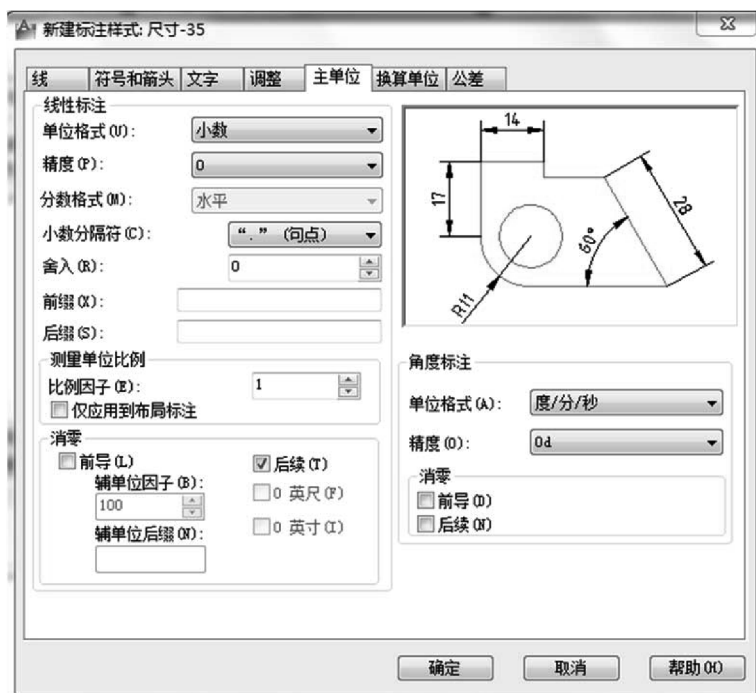 新建标注样式: 尺寸-35
线 符号和箭头 文字 调整 主单位 换算单位 公差
线性标注
单位格式(U): 小数
精度(P): 0
分数格式(M): 水平
小数分隔符(C): “.” (句点)
舍入(R): 0
前缀(X):
后缀(S):
测量单位比例
比例因子(E): 1
仅应用到布局标注
消零
前导(L) 后续(T)
辅单位因子(B): 0 英尺(F)
100
辅单位后缀(N): 0 英寸(I)
14
17
28
60°
R11
角度标注
单位格式(A): 度/分/秒
精度(O): 0d
消零
前导(D)
后续(N)
确定 取消 帮助(H)